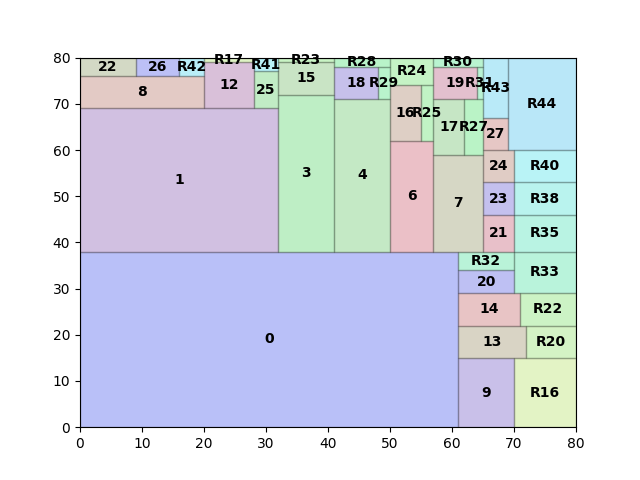 80 R17 R23 R28 R30
22 26 R42 R41 R24
12 15 18 R29 19 R31 R43
8 25 R44
70
16 R25
17 R27 27
60
1 3 4 24 R40
50
6 7 23 R38
40
21 R35
R32 R33
30
20
14 R22
20
0 13 R20
10
9 R16
0
0 10 20 30 40 50 60 70 80